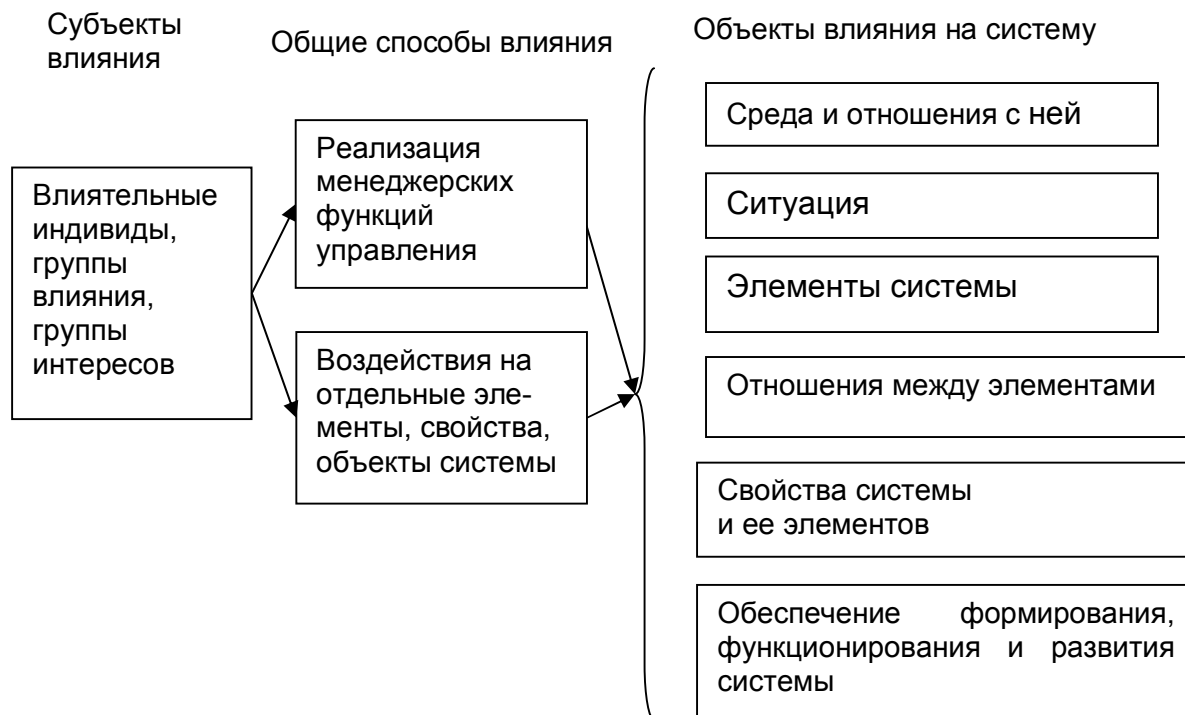 Субъекты
влияния
Общие способы влияния
Объекты влияния на систему
Влиятельные
индивиды,
группы
влияния,
группы
интересов
Реализация
менеджерских
функций
управления
Воздействия на
отдельные эле-
менты, свойства,
объекты системы
Среда и отношения с ней
Ситуация
Элементы системы
Отношения между элементами
Свойства системы
и ее элементов
Обеспечение формирования,
функционирования и развития
системы